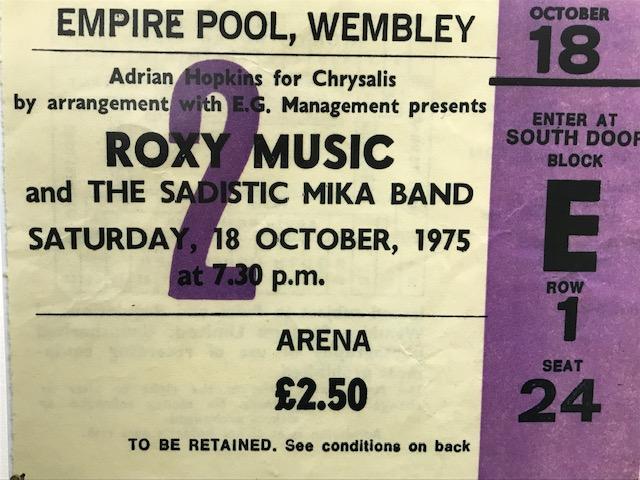 EMPIRE POOL, WEMBLEY
Adrian Hopkins for Chrysalis
by arrangement with E.G. Management presents
ROXY MUSIC
and THE SADISTIC MIKA BAND
SATURDAY, 18 OCTOBER, 1975
at 7.30 p.m.
2
ARENA
£2.50
TO BE RETAINED. See conditions on back
OCTOBER
18
ENTER AT
SOUTH DOOR
BLOCK
E
ROW
1
SEAT
24